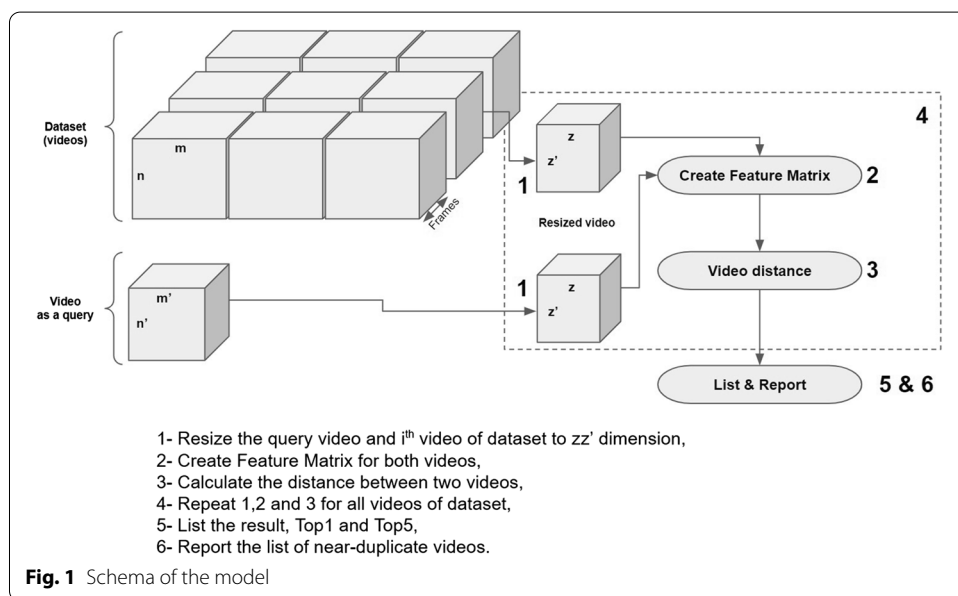 Dataset
(videos)
m
n
Frames
1
z
z'
Resized video
4
Create Feature Matrix
2
Video distance
3
Video
as a query
m'
n'
1
z
z'
List & Report
5 & 6
1- Resize the query video and iᵗʰ video of dataset to zz' dimension,
2- Create Feature Matrix for both videos,
3- Calculate the distance between two videos,
4- Repeat 1,2 and 3 for all videos of dataset,
5- List the result, Top1 and Top5,
6- Report the list of near-duplicate videos.
Fig. 1 Schema of the model